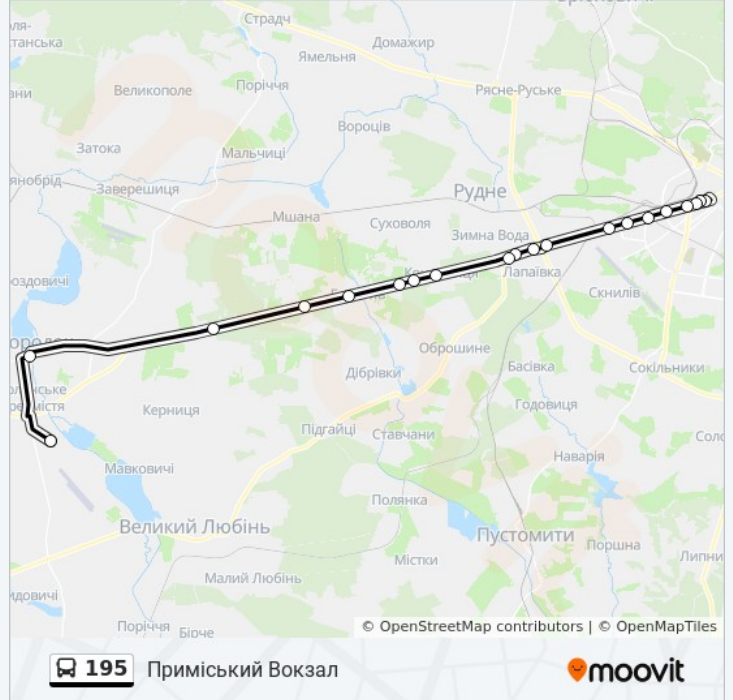 Страдч
Домажир
Ямельня
Поріччя
Великополе
Рясне-Руське
Вороців
Затока
Мальчиці
Заверешиця
Рудне
Мшана
Суховоля
Зимна Вода
Лапаївка
Скнилів
Оброшине
Басівка
Сокільники
Дібрівки
Годовиця
Керниця
Підгайці
Ставчани
Наварія
Мавковичі
Полянка
Великий Любінь
Пустомити
Поршна
Містки
Малий Любінь
Поріччя
Бірче
© OpenStreetMap contributors | © OpenMapTiles
195 Приміський Вокзал
moovit